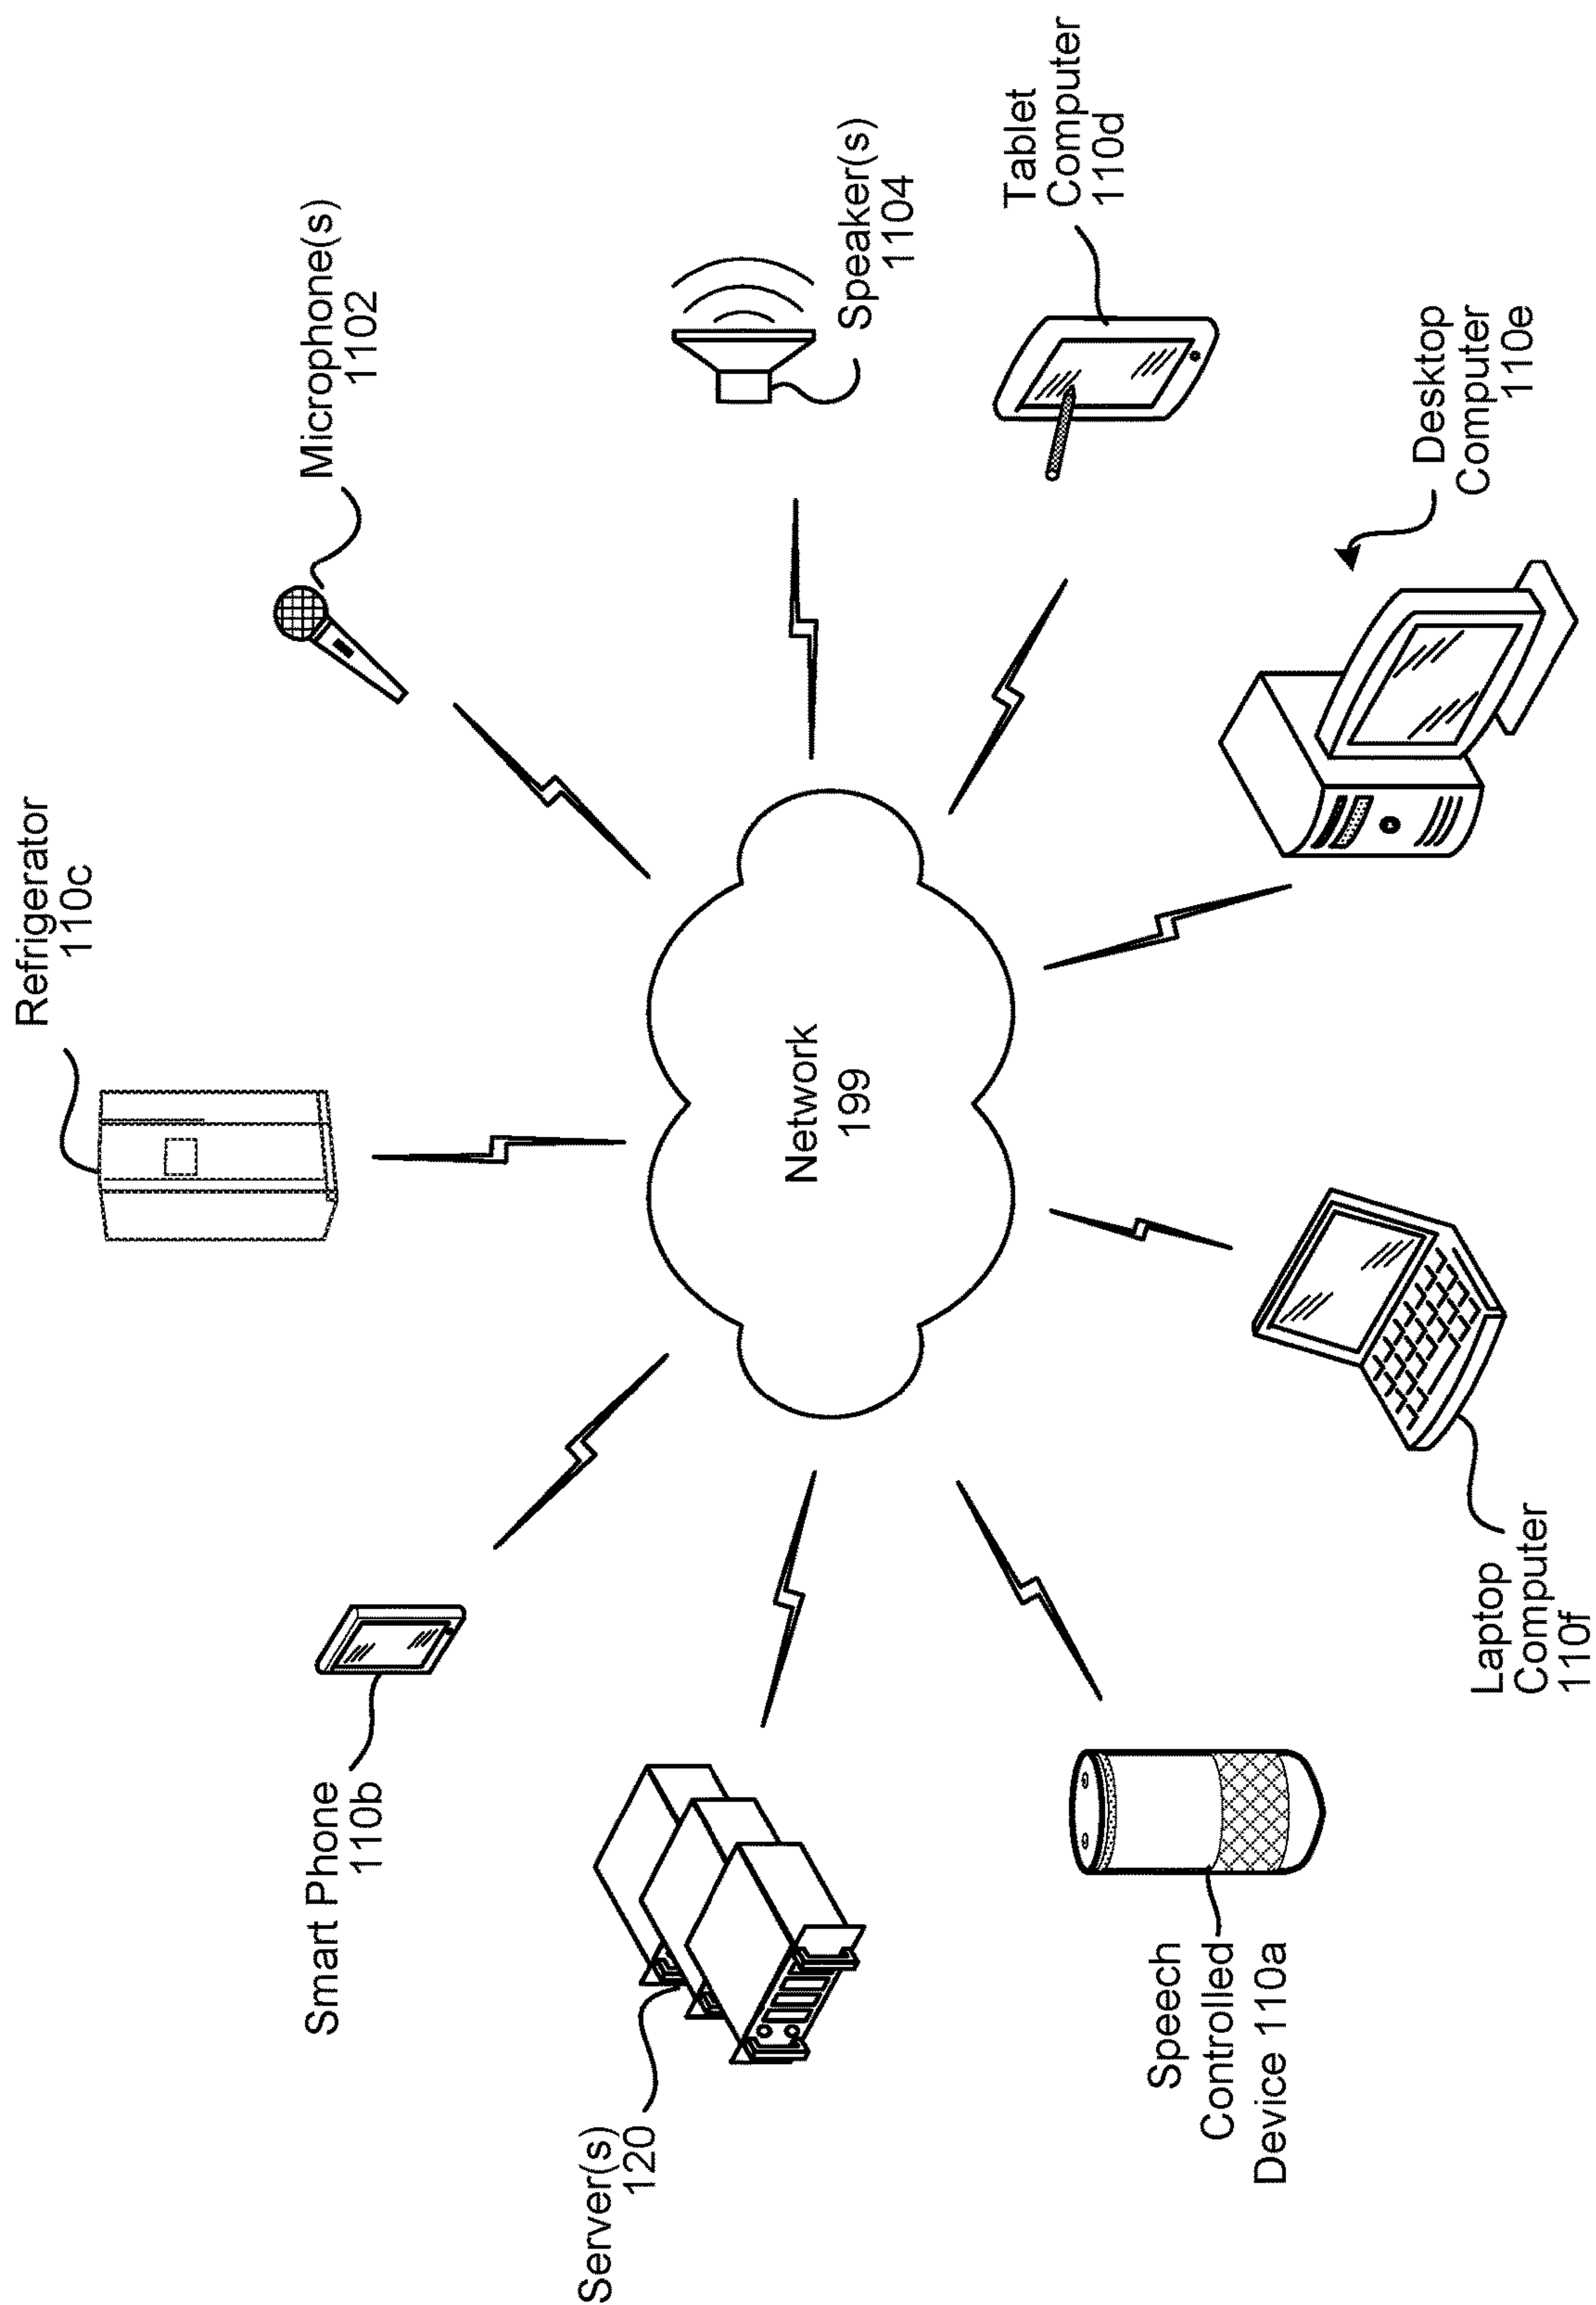 Refrigerator
110c
Microphone(s)
1102
Smart Phone
110b
Speaker(s)
1104
Server(s)
120
Network
199
Tablet
Computer
110d
Speech
Controlled
Device 110a
Desktop
Computer
110e
Laptop
Computer
110f